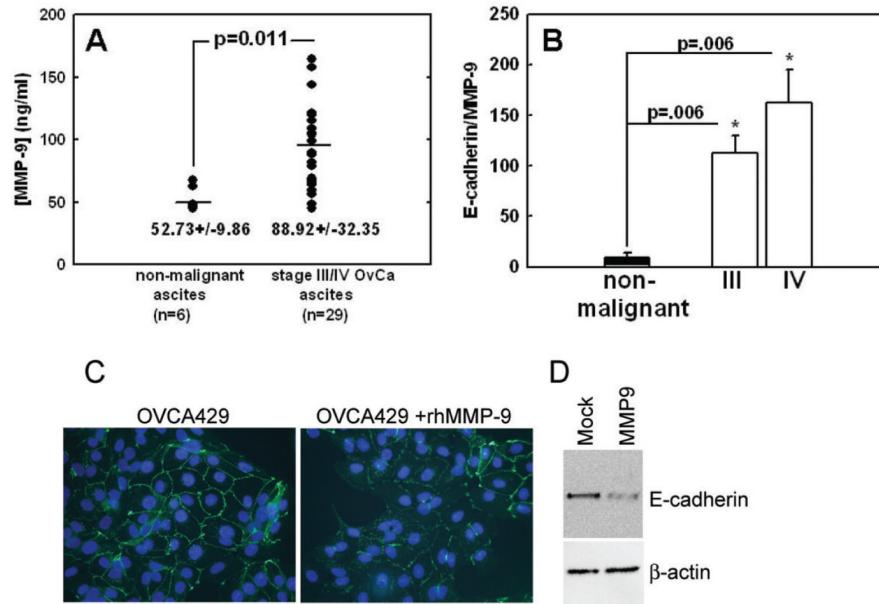 A
p=0.011
[MMP-9] (ng/ml)
200
150
100
50
0
52.73+/-9.86
88.92+/-32.35
non-malignant
ascites
(n=6)
stage III/IV OvCa
ascites
(n=29)
B
p=.006
*
p=.006
*
E-cadherin/MMP-9
250
200
150
100
50
0
non-
malignant
III
IV
C
OVCA429
OVCA429 +rhMMP-9
D
Mock
MMP9
E-cadherin
β-actin